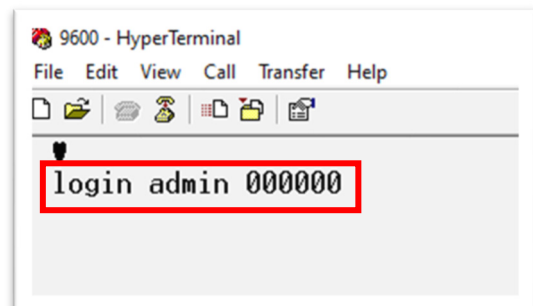 9600 - HyperTerminal
File Edit View Call Transfer Help
login admin 000000